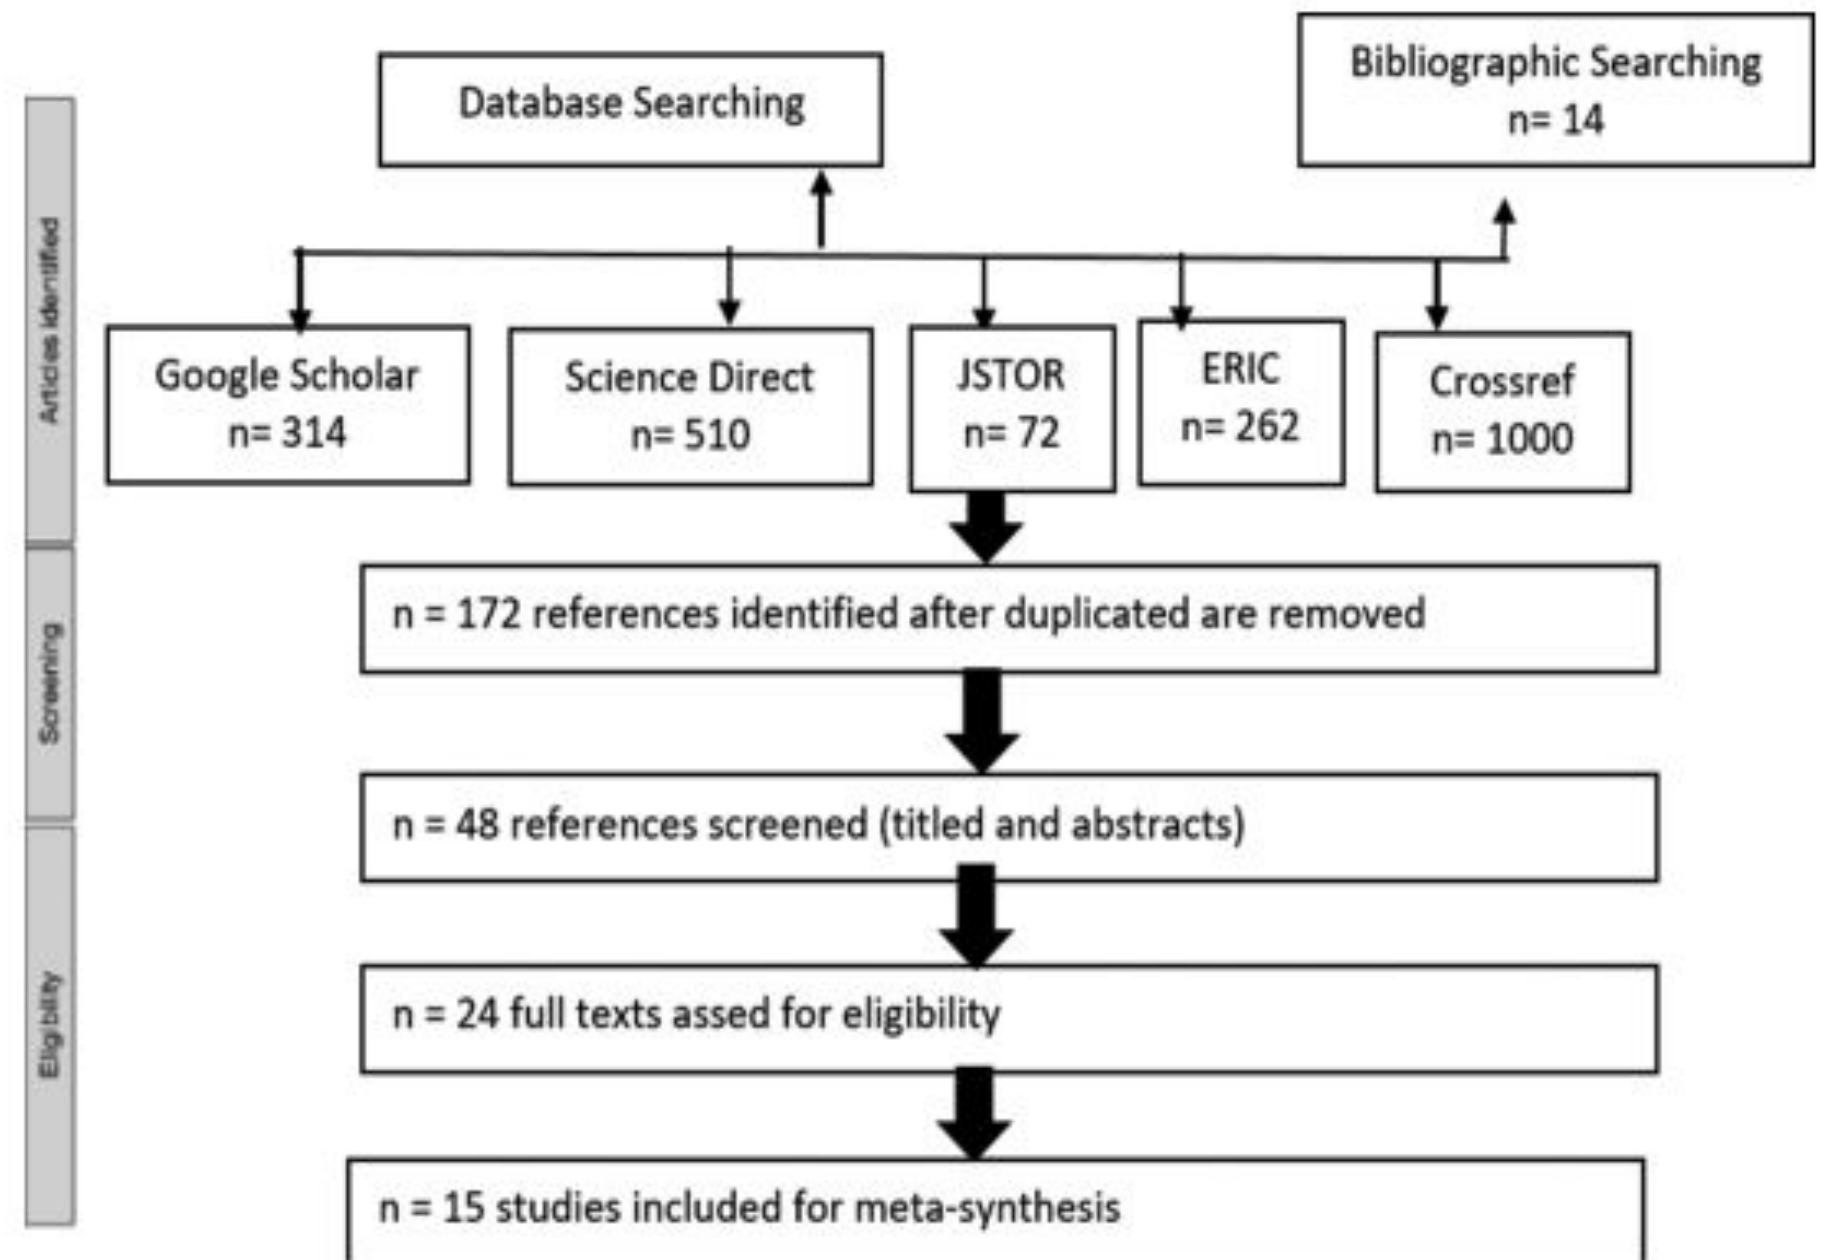 Database Searching
Bibliographic Searching
n= 14
Articles identified
Google Scholar
n= 314
Science Direct
n= 510
JSTOR
n= 72
ERIC
n= 262
Crossref
n= 1000
Screening
n = 172 references identified after duplicated are removed
n = 48 references screened (titled and abstracts)
Eligibility
n = 24 full texts assed for eligibility
n = 15 studies included for meta-synthesis